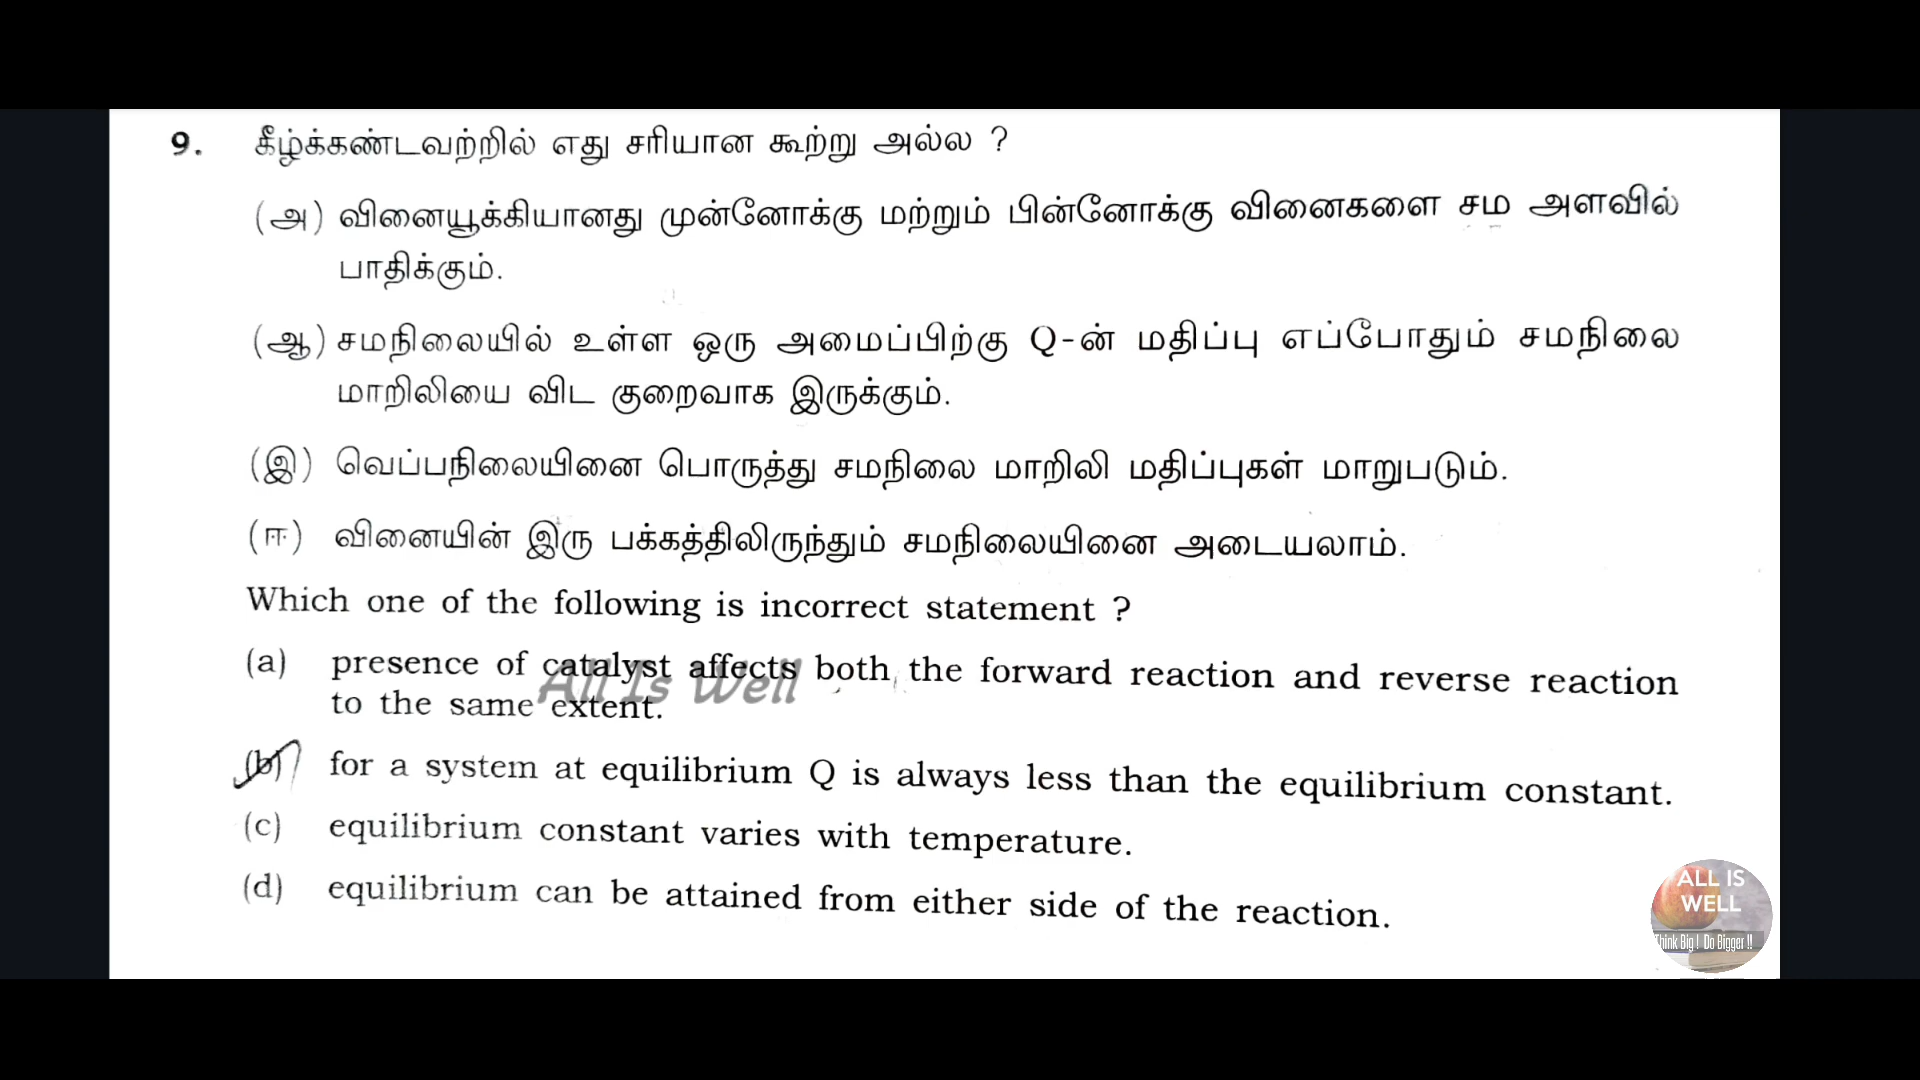 9. கீழ்க்கண்டவற்றில் எது சரியான கூற்று அல்ல ?
(அ) வினையூக்கியானது முன்னோக்கு மற்றும் பின்னோக்கு வினைகளை சம அளவில்
பாதிக்கும்.
(ஆ) சமநிலையில் உள்ள ஒரு அமைப்பிற்கு Q-ன் மதிப்பு எப்போதும் சமநிலை
மாறிலியை விட குறைவாக இருக்கும்.
(இ) வெப்பநிலையினை பொருத்து சமநிலை மாறிலி மதிப்புகள் மாறுபடும்.
(ஈ) வினையின் இரு பக்கத்திலிருந்தும் சமநிலையினை அடையலாம்.
Which one of the following is incorrect statement ?
(a) presence of catalyst affects both the forward reaction and reverse reaction
All Is Well
to the same extent.
(b) for a system at equilibrium Q is always less than the equilibrium constant.
(c) equilibrium constant varies with temperature.
(d) equilibrium can be attained from either side of the reaction.
ALL IS
WELL
Think Big ! Do Bigger !!